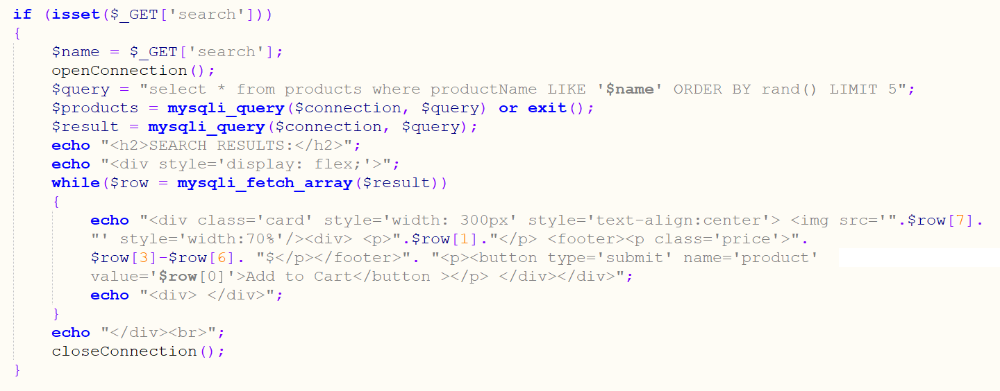 if (isset($_GET['search']))
{
$name = $_GET['search'];
openConnection();
$query = "select * from products where productName LIKE '$name' ORDER BY rand() LIMIT 5";
$products = mysqli_query($connection, $query) or exit();
$result = mysqli_query($connection, $query);
echo "<h2>SEARCH RESULTS:</h2>";
echo "<div style='display: flex;'>";
while($row = mysqli_fetch_array($result))
{
echo "<div class='card' style='width: 300px' style='text-align:center'> <img src='".$row[7].
"' style='width:70%'/><div> <p>".$row[1]."</p> <footer><p class='price'>".
$row[3]-$row[6]. "$</p></footer>". "<p><button type='submit' name='product'
value='$row[0]'>Add to Cart</button ></p> </div></div>";
echo "<div> </div>";
}
echo "</div><br>";
closeConnection();
}